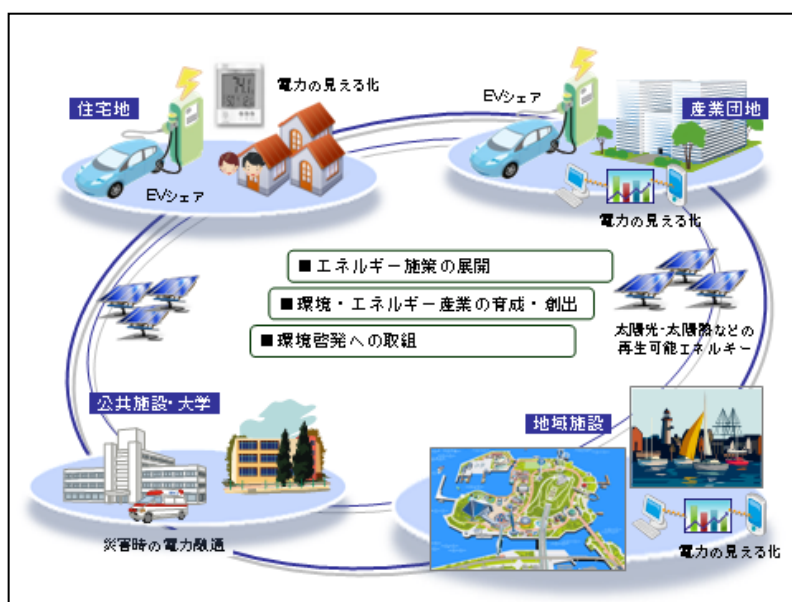 住宅地
電力の見える化
EVシェア
EVシェア
産業団地
電力の見える化
■エネルギー施策の展開
■環境・エネルギー産業の育成・創出
■環境啓発への取組
太陽光・太陽熱などの
再生可能エネルギー
公共施設・大学
災害時の電力融通
地域施設
電力の見える化